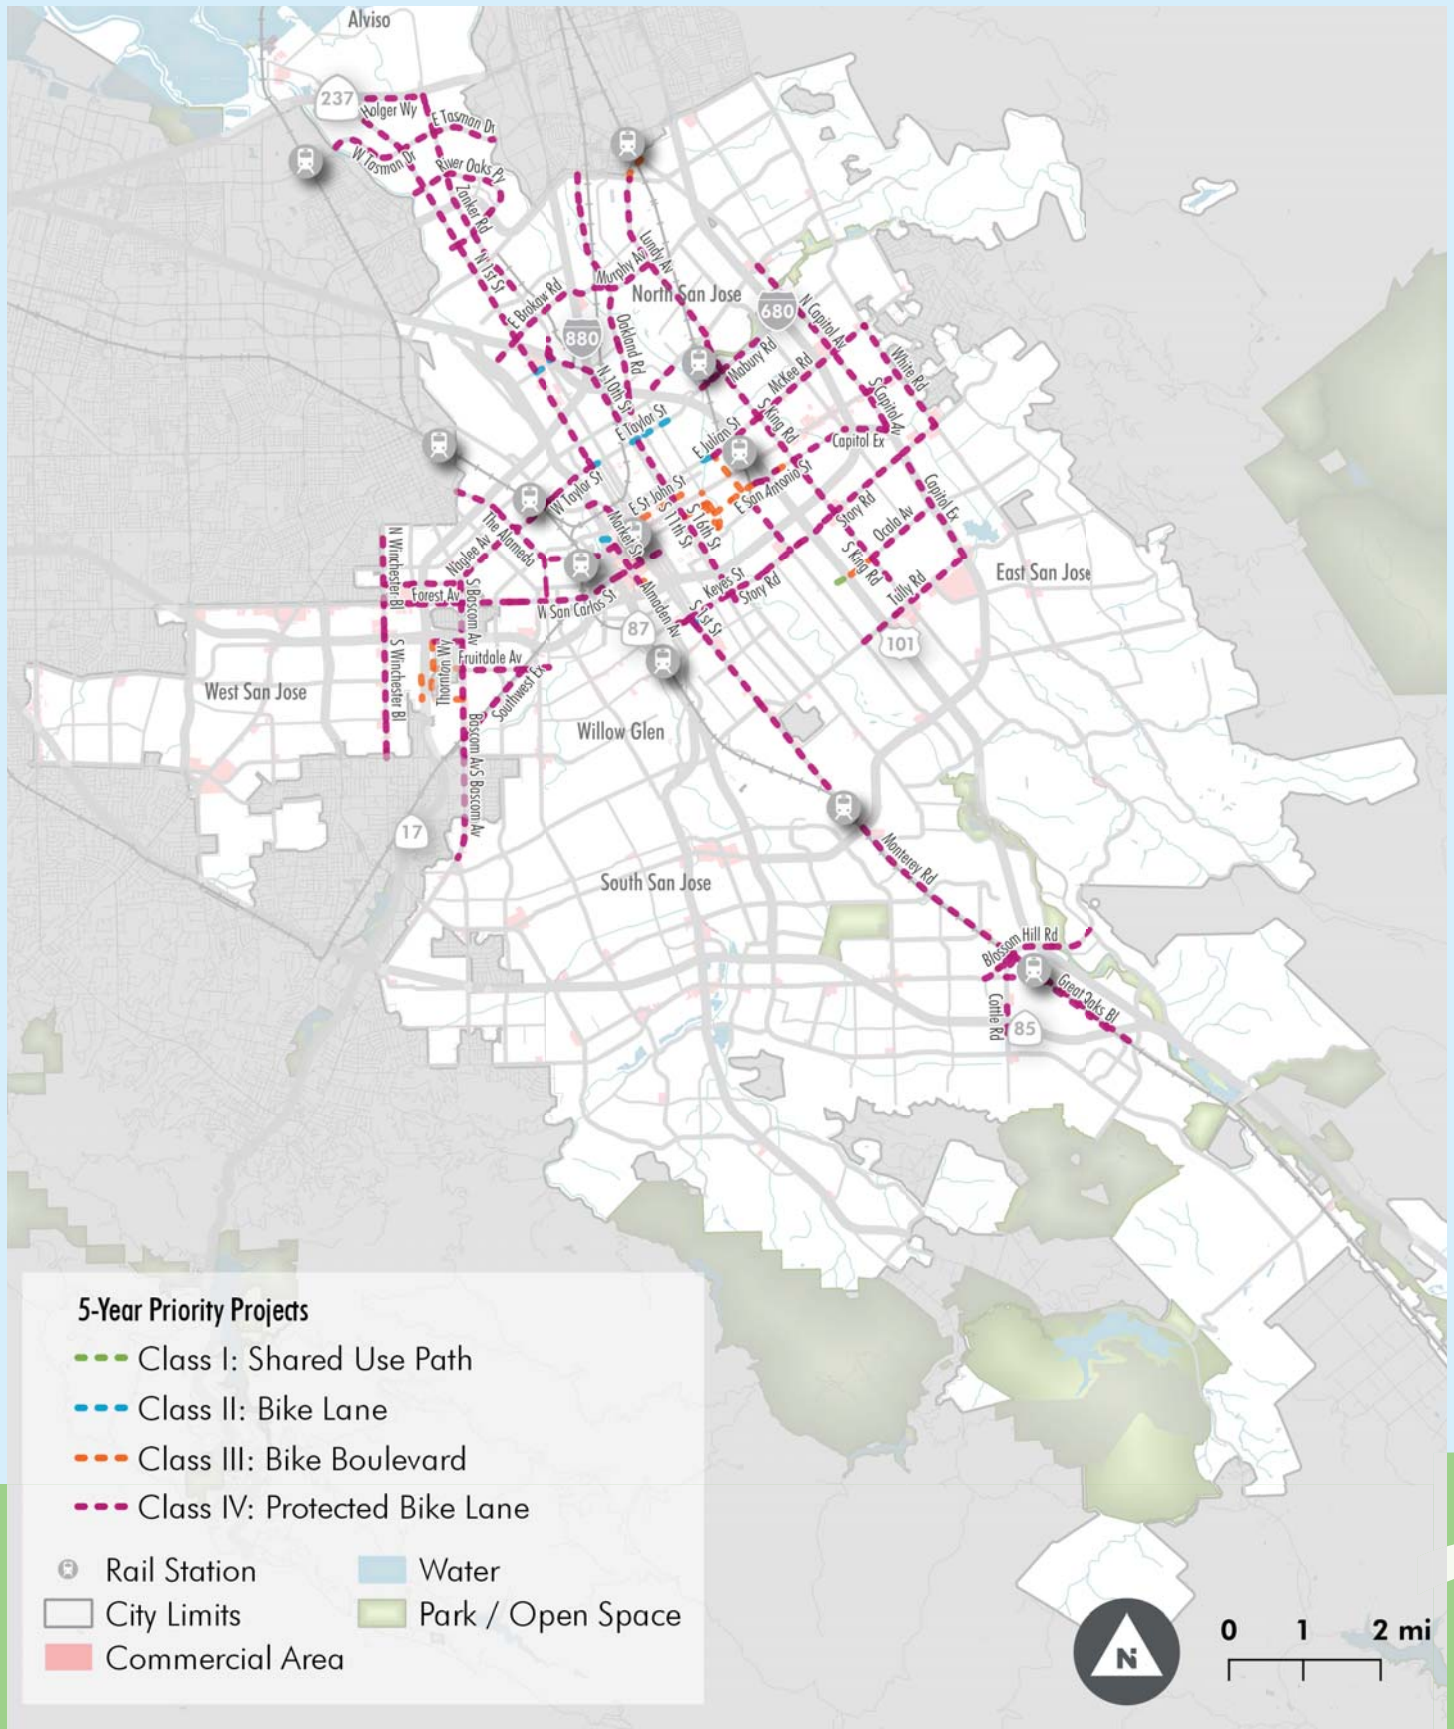 Alviso
237
Holger Wy
E Tasman Dr
W Tasman Dr
River Oaks Py
Zanker Rd
N 1st St
Lundy Av
Murphy Av
North San Jose
E Brokaw Rd
680
N Capitol Av
880
Oakland Rd
Mabury Rd
McKee Rd
White Rd
N 10th St
S Capitol Av
S King Rd
E Taylor St
E Julian St
Capitol Ex
W Taylor St
E San Antonio St
E St John St
Capitol Ex
Story Rd
S 16th St
S 11th St
Market St
Ocala Av
The Alameda
N Winchester Bl
Naglee Av
S King Rd
East San Jose
Keyes St
Story Rd
Tully Rd
Forest Av
S Bascom Av
W San Carlos St
Almaden Av
S 1st St
87
101
S Winchester Bl
Thornton Wy
Fruitdale Av
Southwest Ex
West San Jose
Willow Glen
Bascom Av
S Bascom Av
17
Monterey Rd
South San Jose
Blossom Hill Rd
Great Oaks Bl
Cottle Rd
85
5-Year Priority Projects
Class I: Shared Use Path
Class II: Bike Lane
Class III: Bike Boulevard
Class IV: Protected Bike Lane
Rail Station
Water
City Limits
Park / Open Space
Commercial Area
N
0 1 2 mi